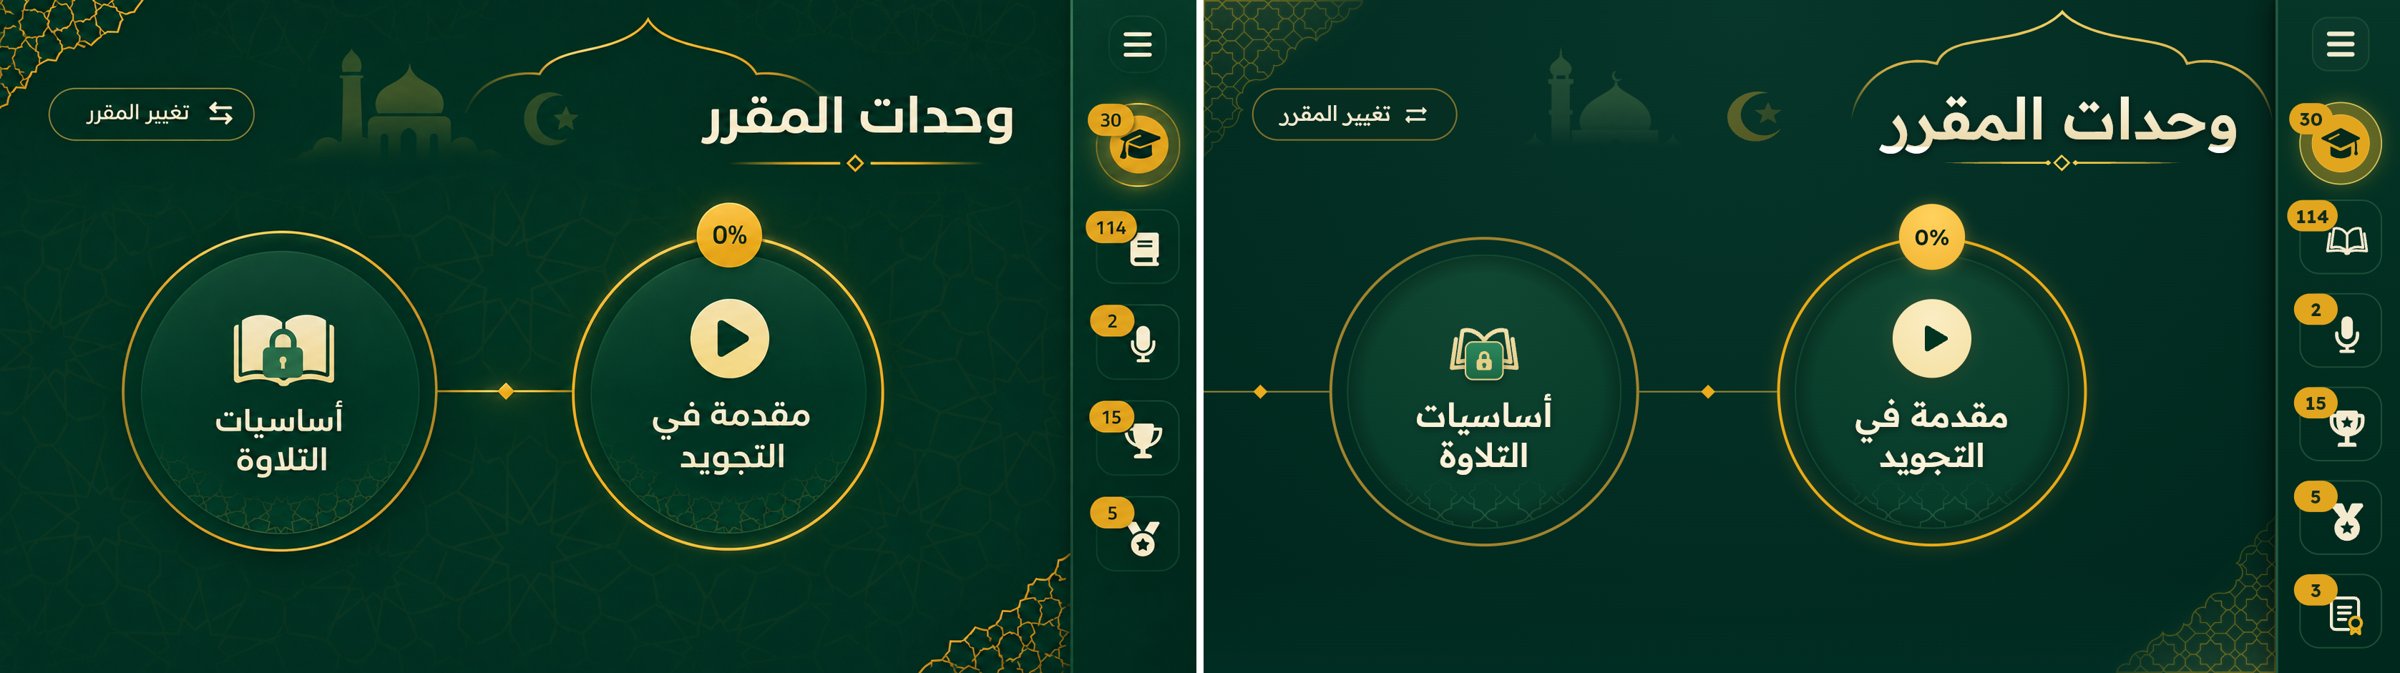 وحدات المقرر
تغيير المقرر
0%
مقدمة في
التجويد
أساسيات
التلاوة
30
114
2
15
5
وحدات المقرر
تغيير المقرر
0%
مقدمة في
التجويد
أساسيات
التلاوة
30
114
2
15
5
3